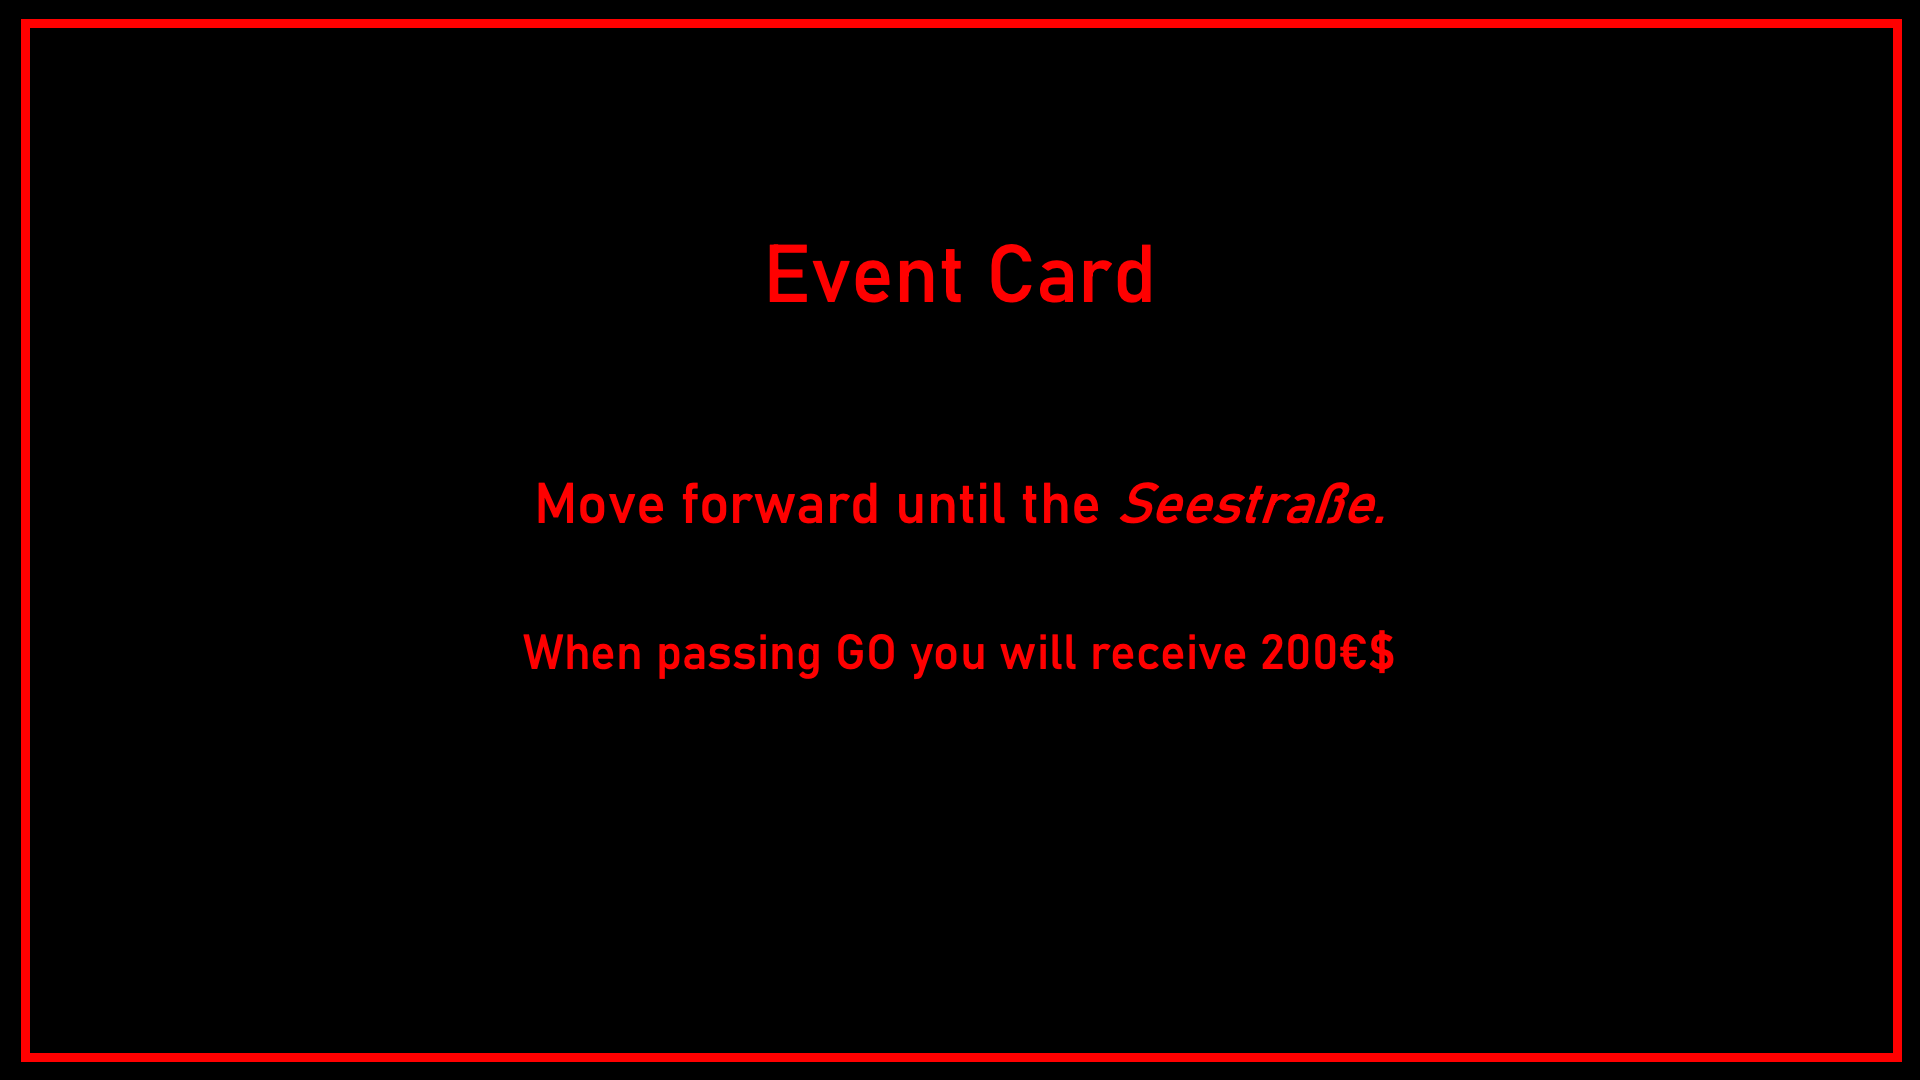 Event Card
Move forward until the Seestraße.
When passing GO you will receive 200€$